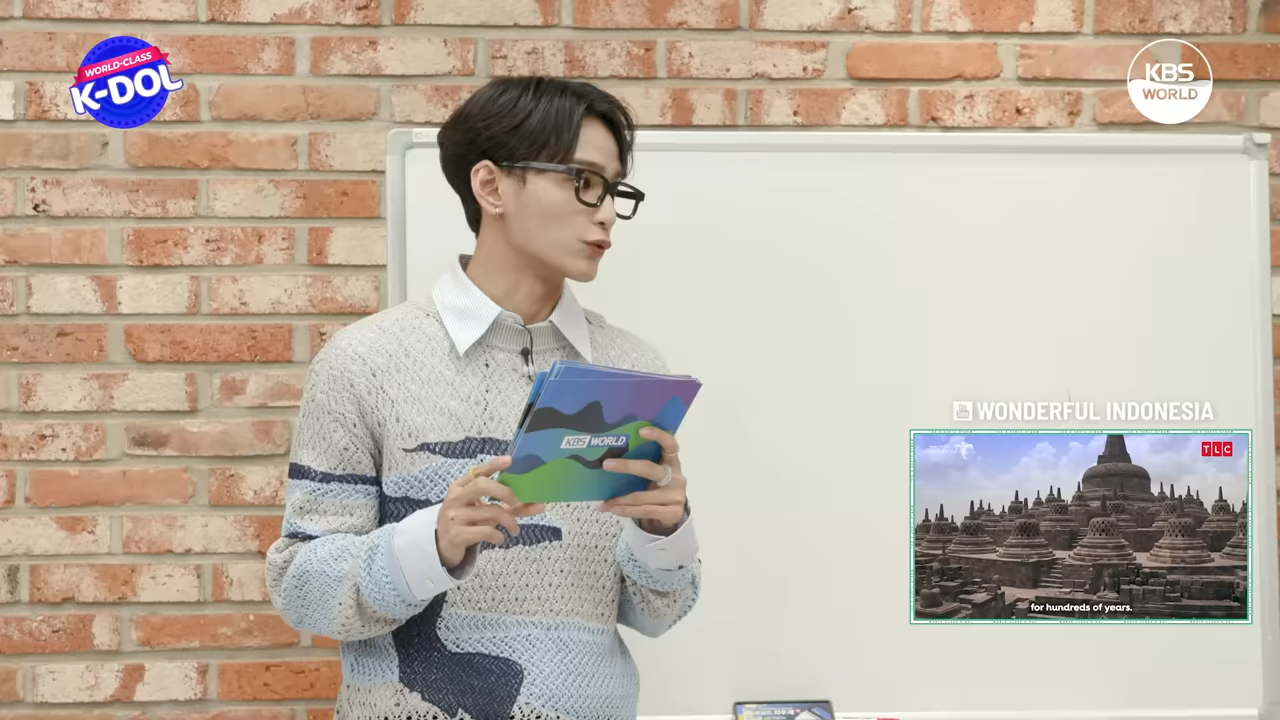 WORLD-CLASS
K-DOL
KBS
WORLD
KBS WORLD
WONDERFUL INDONESIA
TLC
for hundreds of years.